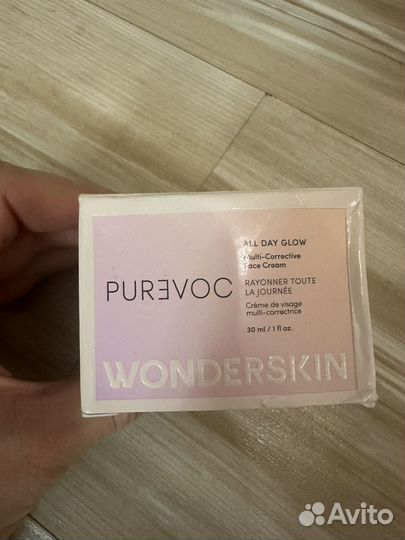 ALL DAY GLOW
Multi-Corrective
Face Cream
PURƎVOC
RAYONNER TOUTE
LA JOURNÉE
Crème de visage
multi-correctrice
30 ml / 1 fl oz.
WONDERSKIN
Avito